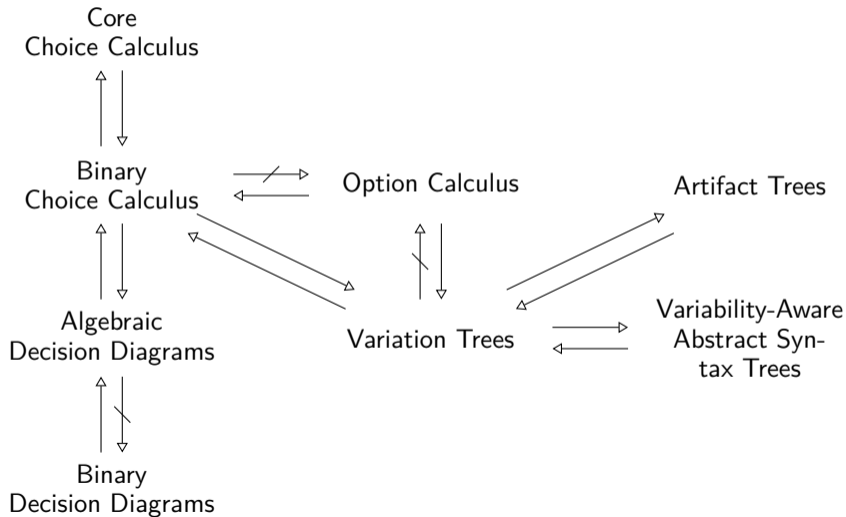 Core
Choice Calculus
Binary
Choice Calculus
Option Calculus
Artifact Trees
Algebraic
Decision Diagrams
Variation Trees
Variability-Aware
Abstract Syn-
tax Trees
Binary
Decision Diagrams